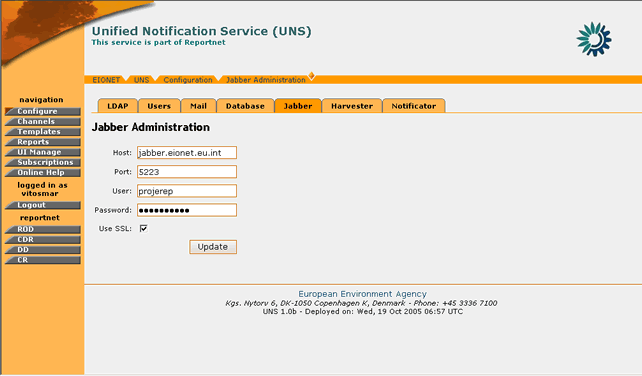 Unified Notification Service (UNS)
This service is part of Reportnet
EIONET UNS Configuration Jabber Administration
navigation
Configure
Channels
Templates
Reports
UI Manage
Subscriptions
Online Help
logged in as
vitosmar
Logout
reportnet
ROD
CDR
DD
CR
LDAP Users Mail Database Jabber Harvester Notificator
Jabber Administration
Host: jabber.eionet.eu.int
Port: 5223
User: projerep
Password: ●●●●●●●●●●
Use SSL:
Update
European Environment Agency
Kgs. Nytorv 6, DK-1050 Copenhagen K, Denmark - Phone: +45 3336 7100
UNS 1.0b - Deployed on: Wed, 19 Oct 2005 06:57 UTC